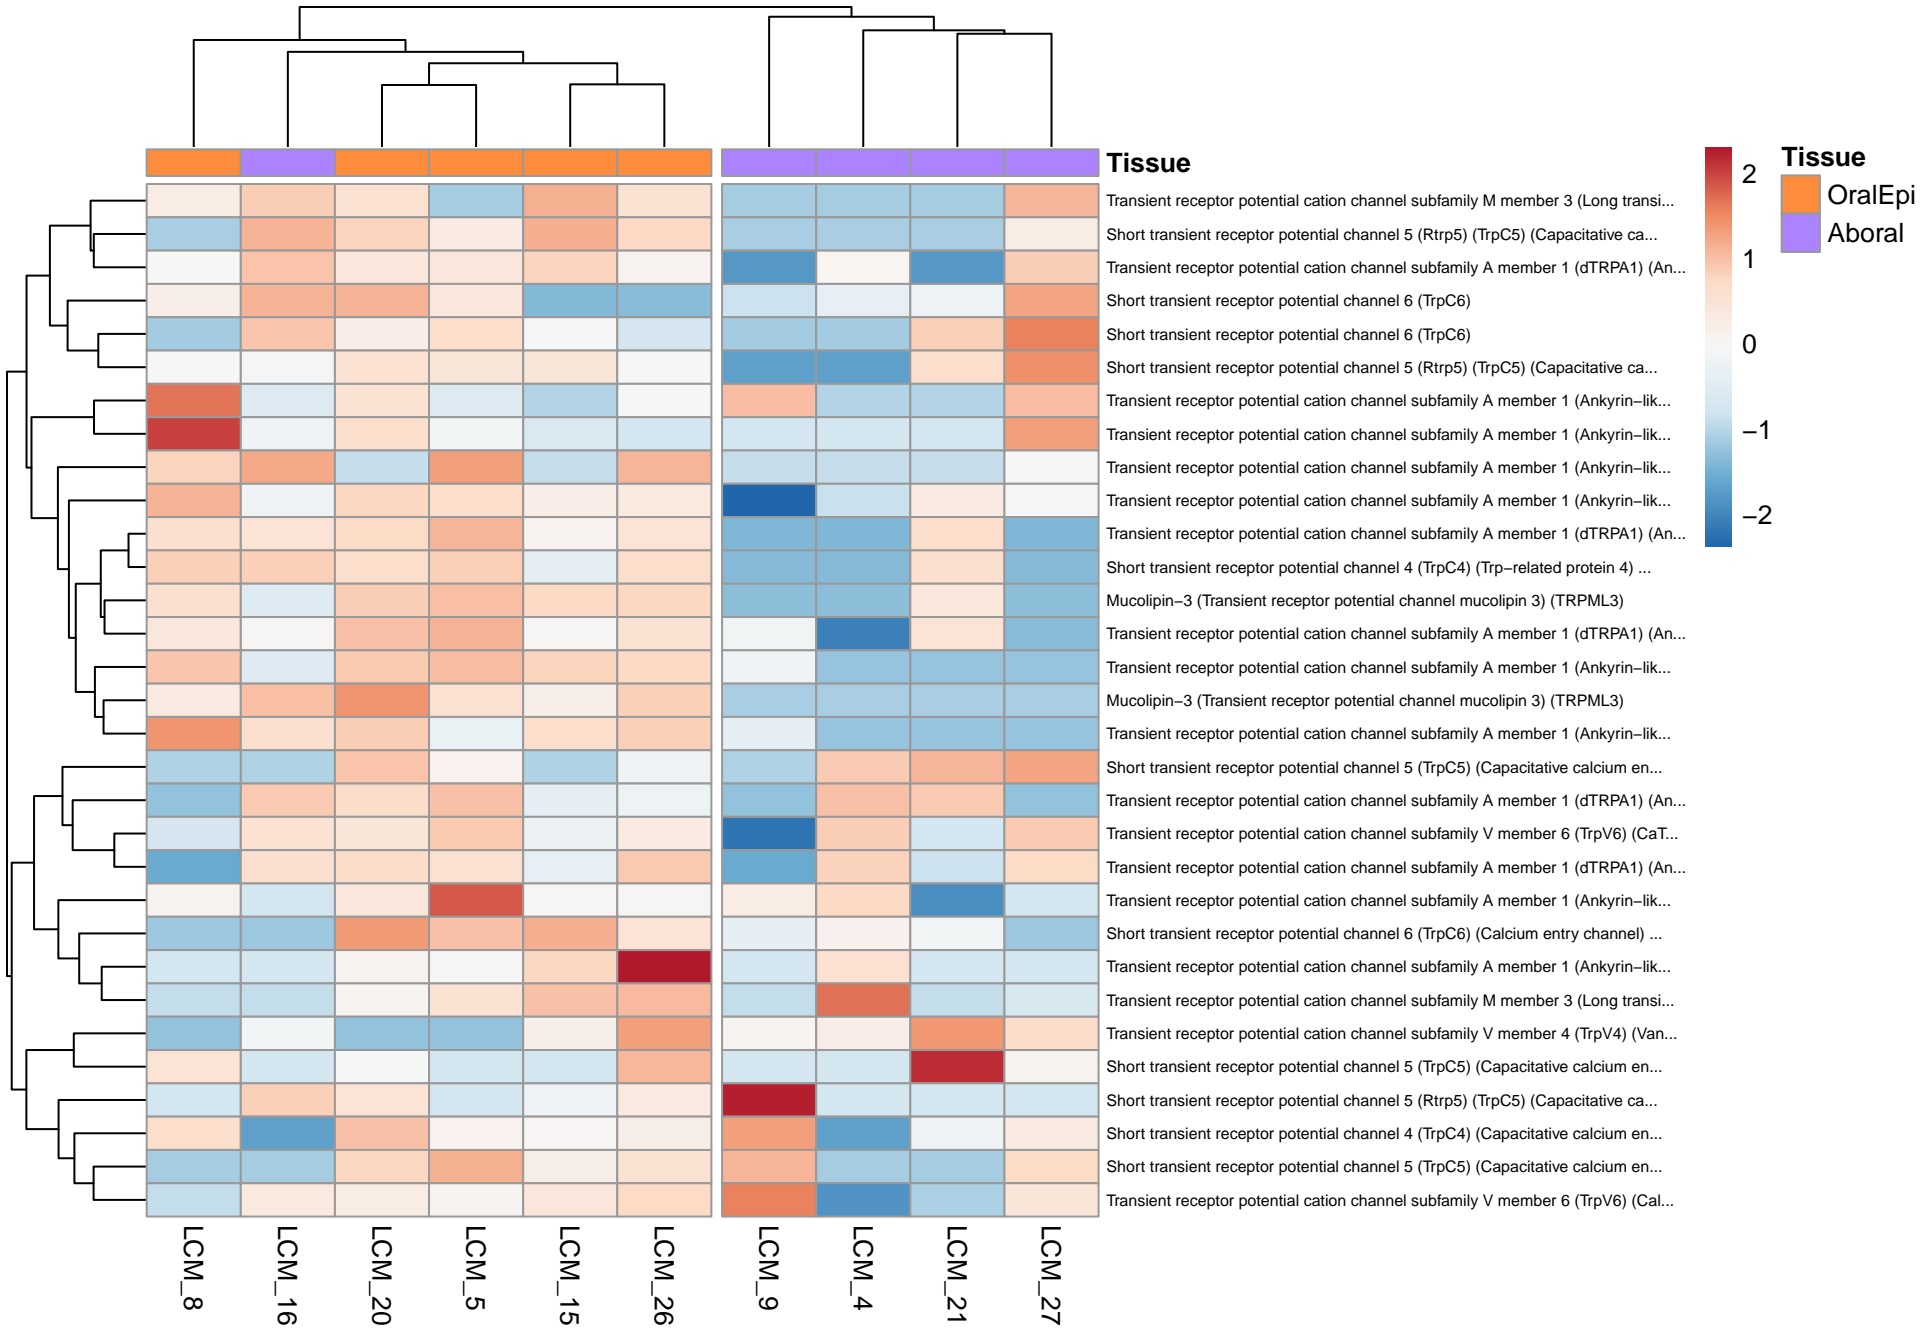 Tissue
Transient receptor potential cation channel subfamily M member 3 (Long transi...
Short transient receptor potential channel 5 (Rtrp5) (TrpC5) (Capacitative ca...
Transient receptor potential cation channel subfamily A member 1 (dTRPA1) (An...
Short transient receptor potential channel 6 (TrpC6)
Short transient receptor potential channel 6 (TrpC6)
Short transient receptor potential channel 5 (Rtrp5) (TrpC5) (Capacitative ca...
Transient receptor potential cation channel subfamily A member 1 (Ankyrin−lik...
Transient receptor potential cation channel subfamily A member 1 (Ankyrin−lik...
Transient receptor potential cation channel subfamily A member 1 (Ankyrin−lik...
Transient receptor potential cation channel subfamily A member 1 (Ankyrin−lik...
Transient receptor potential cation channel subfamily A member 1 (dTRPA1) (An...
Short transient receptor potential channel 4 (TrpC4) (Trp−related protein 4) ...
Mucolipin−3 (Transient receptor potential channel mucolipin 3) (TRPML3)
Transient receptor potential cation channel subfamily A member 1 (dTRPA1) (An...
Transient receptor potential cation channel subfamily A member 1 (Ankyrin−lik...
Mucolipin−3 (Transient receptor potential channel mucolipin 3) (TRPML3)
Transient receptor potential cation channel subfamily A member 1 (Ankyrin−lik...
Short transient receptor potential channel 5 (TrpC5) (Capacitative calcium en...
Transient receptor potential cation channel subfamily A member 1 (dTRPA1) (An...
Transient receptor potential cation channel subfamily V member 6 (TrpV6) (CaT...
Transient receptor potential cation channel subfamily A member 1 (dTRPA1) (An...
Transient receptor potential cation channel subfamily A member 1 (Ankyrin−lik...
Short transient receptor potential channel 6 (TrpC6) (Calcium entry channel) ...
Transient receptor potential cation channel subfamily A member 1 (Ankyrin−lik...
Transient receptor potential cation channel subfamily M member 3 (Long transi...
Transient receptor potential cation channel subfamily V member 4 (TrpV4) (Van...
Short transient receptor potential channel 5 (TrpC5) (Capacitative calcium en...
Short transient receptor potential channel 5 (Rtrp5) (TrpC5) (Capacitative ca...
Short transient receptor potential channel 4 (TrpC4) (Capacitative calcium en...
Short transient receptor potential channel 5 (TrpC5) (Capacitative calcium en...
Transient receptor potential cation channel subfamily V member 6 (TrpV6) (Cal...
LCM_8
LCM_16
LCM_20
LCM_5
LCM_15
LCM_26
LCM_9
LCM_4
LCM_21
LCM_27
2
1
0
−1
−2
Tissue
OralEpi
Aboral